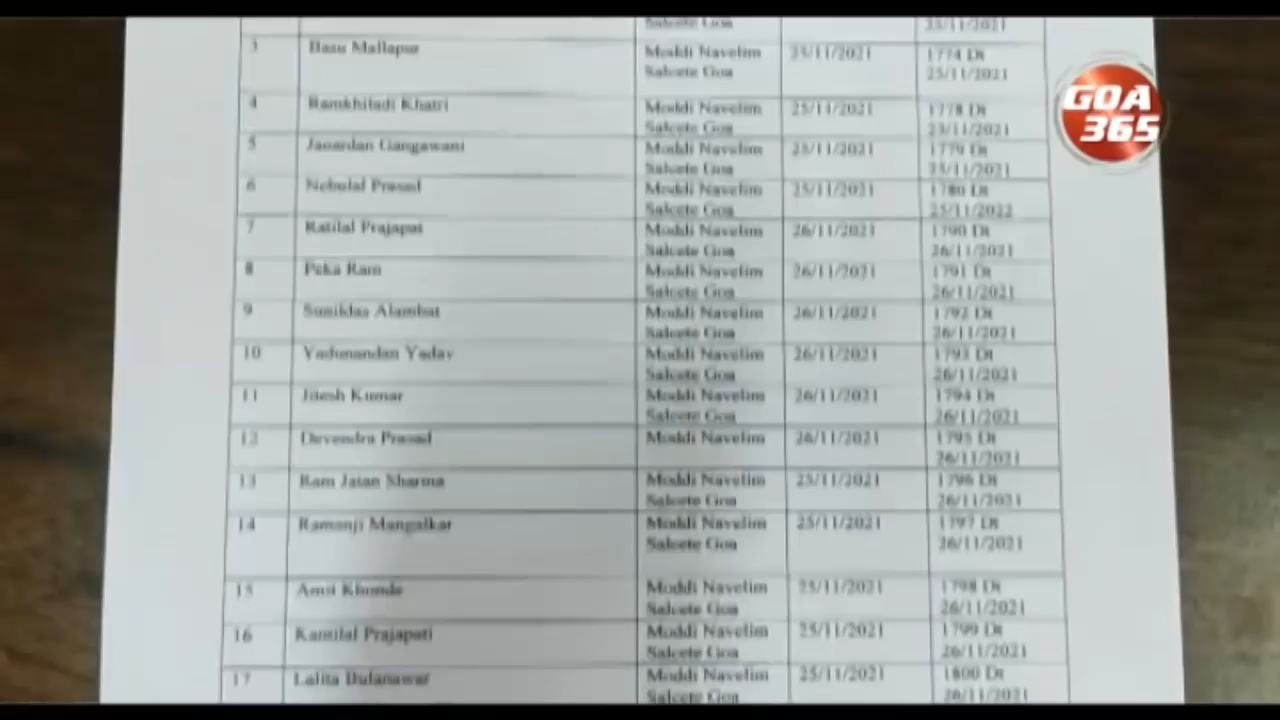 Salcete Goa 25/11/2021
3 Basu Mallapur Moddi Navelim 25/11/2021 1774 Dt
Salcete Goa 25/11/2021
4 Ramkhiladi Khatri Moddi Navelim 25/11/2021 1778 Dt
Salcete Goa 25/11/2021
5 Janardan Gangawani Moddi Navelim 25/11/2021 1779 Dt
Salcete Goa 25/11/2021
6 Nebulal Prasad Moddi Navelim 25/11/2021 1780 Dt
Salcete Goa 25/11/2022
7 Ratilal Prajapat Moddi Navelim 26/11/2021 1790 Dt
Salcete Goa 26/11/2021
8 Peka Ram Moddi Navelim 26/11/2021 1791 Dt
Salcete Goa 26/11/2021
9 Alambat Moddi Navelim 26/11/2021 1792 Dt
Salcete Goa 26/11/2021
10 Yadunandan Yadav Moddi Navelim 26/11/2021 1793 Dt
Salcete Goa 26/11/2021
11 Jitesh Kumar Moddi Navelim 26/11/2021 1794 Dt
Salcete Goa 26/11/2021
12 Devendra Prasad Moddi Navelim 26/11/2021 1795 Dt
26/11/2021
13 Ram Jatan Sharma Moddi Navelim 25/11/2021 1796 Dt
Salcete Goa 26/11/2021
14 Ramanji Mangalkar Moddi Navelim 25/11/2021 1797 Dt
Salcete Goa 26/11/2021
15 Amit Khonde Moddi Navelim 25/11/2021 1798 Dt
Salcete Goa 26/11/2021
16 Kantilal Prajapati Moddi Navelim 25/11/2021 1799 Dt
Salcete Goa 26/11/2021
17 Lalita Bulanawar Moddi Navelim 25/11/2021 1800 Dt
Salcete Goa 26/11/2021
GOA
365